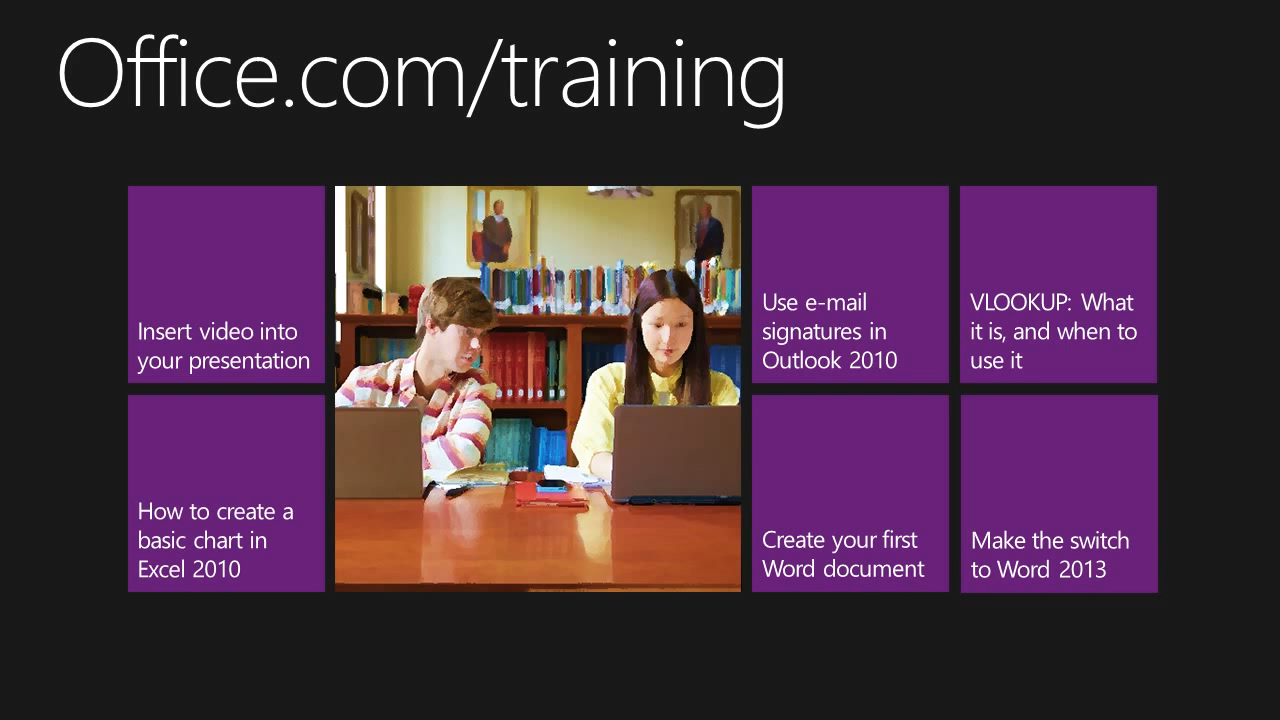 Office.com/training
Insert video into
your presentation
How to create a
basic chart in
Excel 2010
Use e-mail
signatures in
Outlook 2010
VLOOKUP: What
it is, and when to
use it
Create your first
Word document
Make the switch
to Word 2013